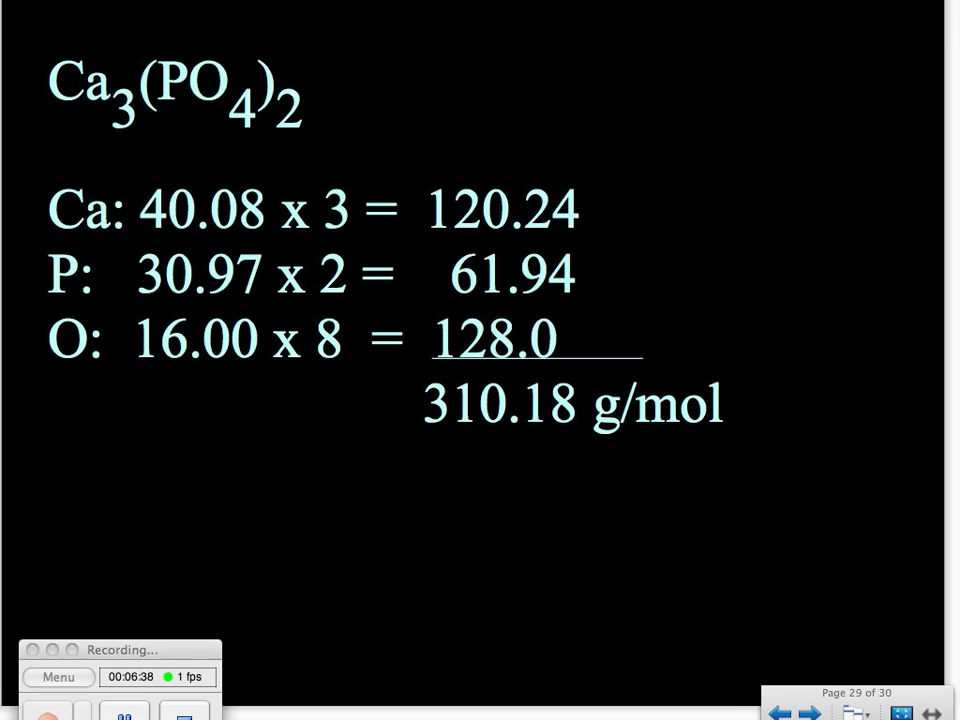 Ca3(PO4)2
Ca: 40.08 x 3 = 120.24
P: 30.97 x 2 = 61.94
O: 16.00 x 8 = 128.0
310.18 g/mol
Recording...
Menu 00:06:38 1 fps
Page 29 of 30